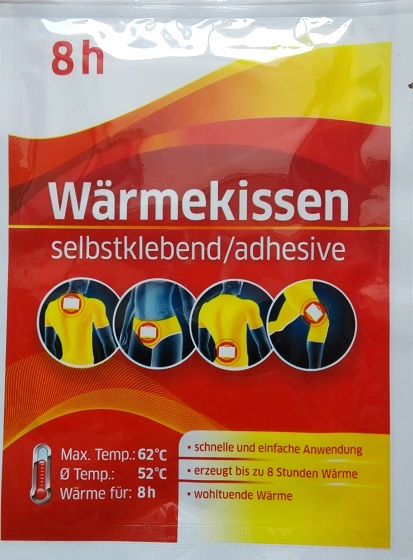 8h
Wärmekissen
selbstklebend/adhesive
Max. Temp.: 62°C
Ø Temp.: 52°C
Wärme für: 8h
• schnelle und einfache Anwendung
• erzeugt bis zu 8 Stunden Wärme
• wohltuende Wärme